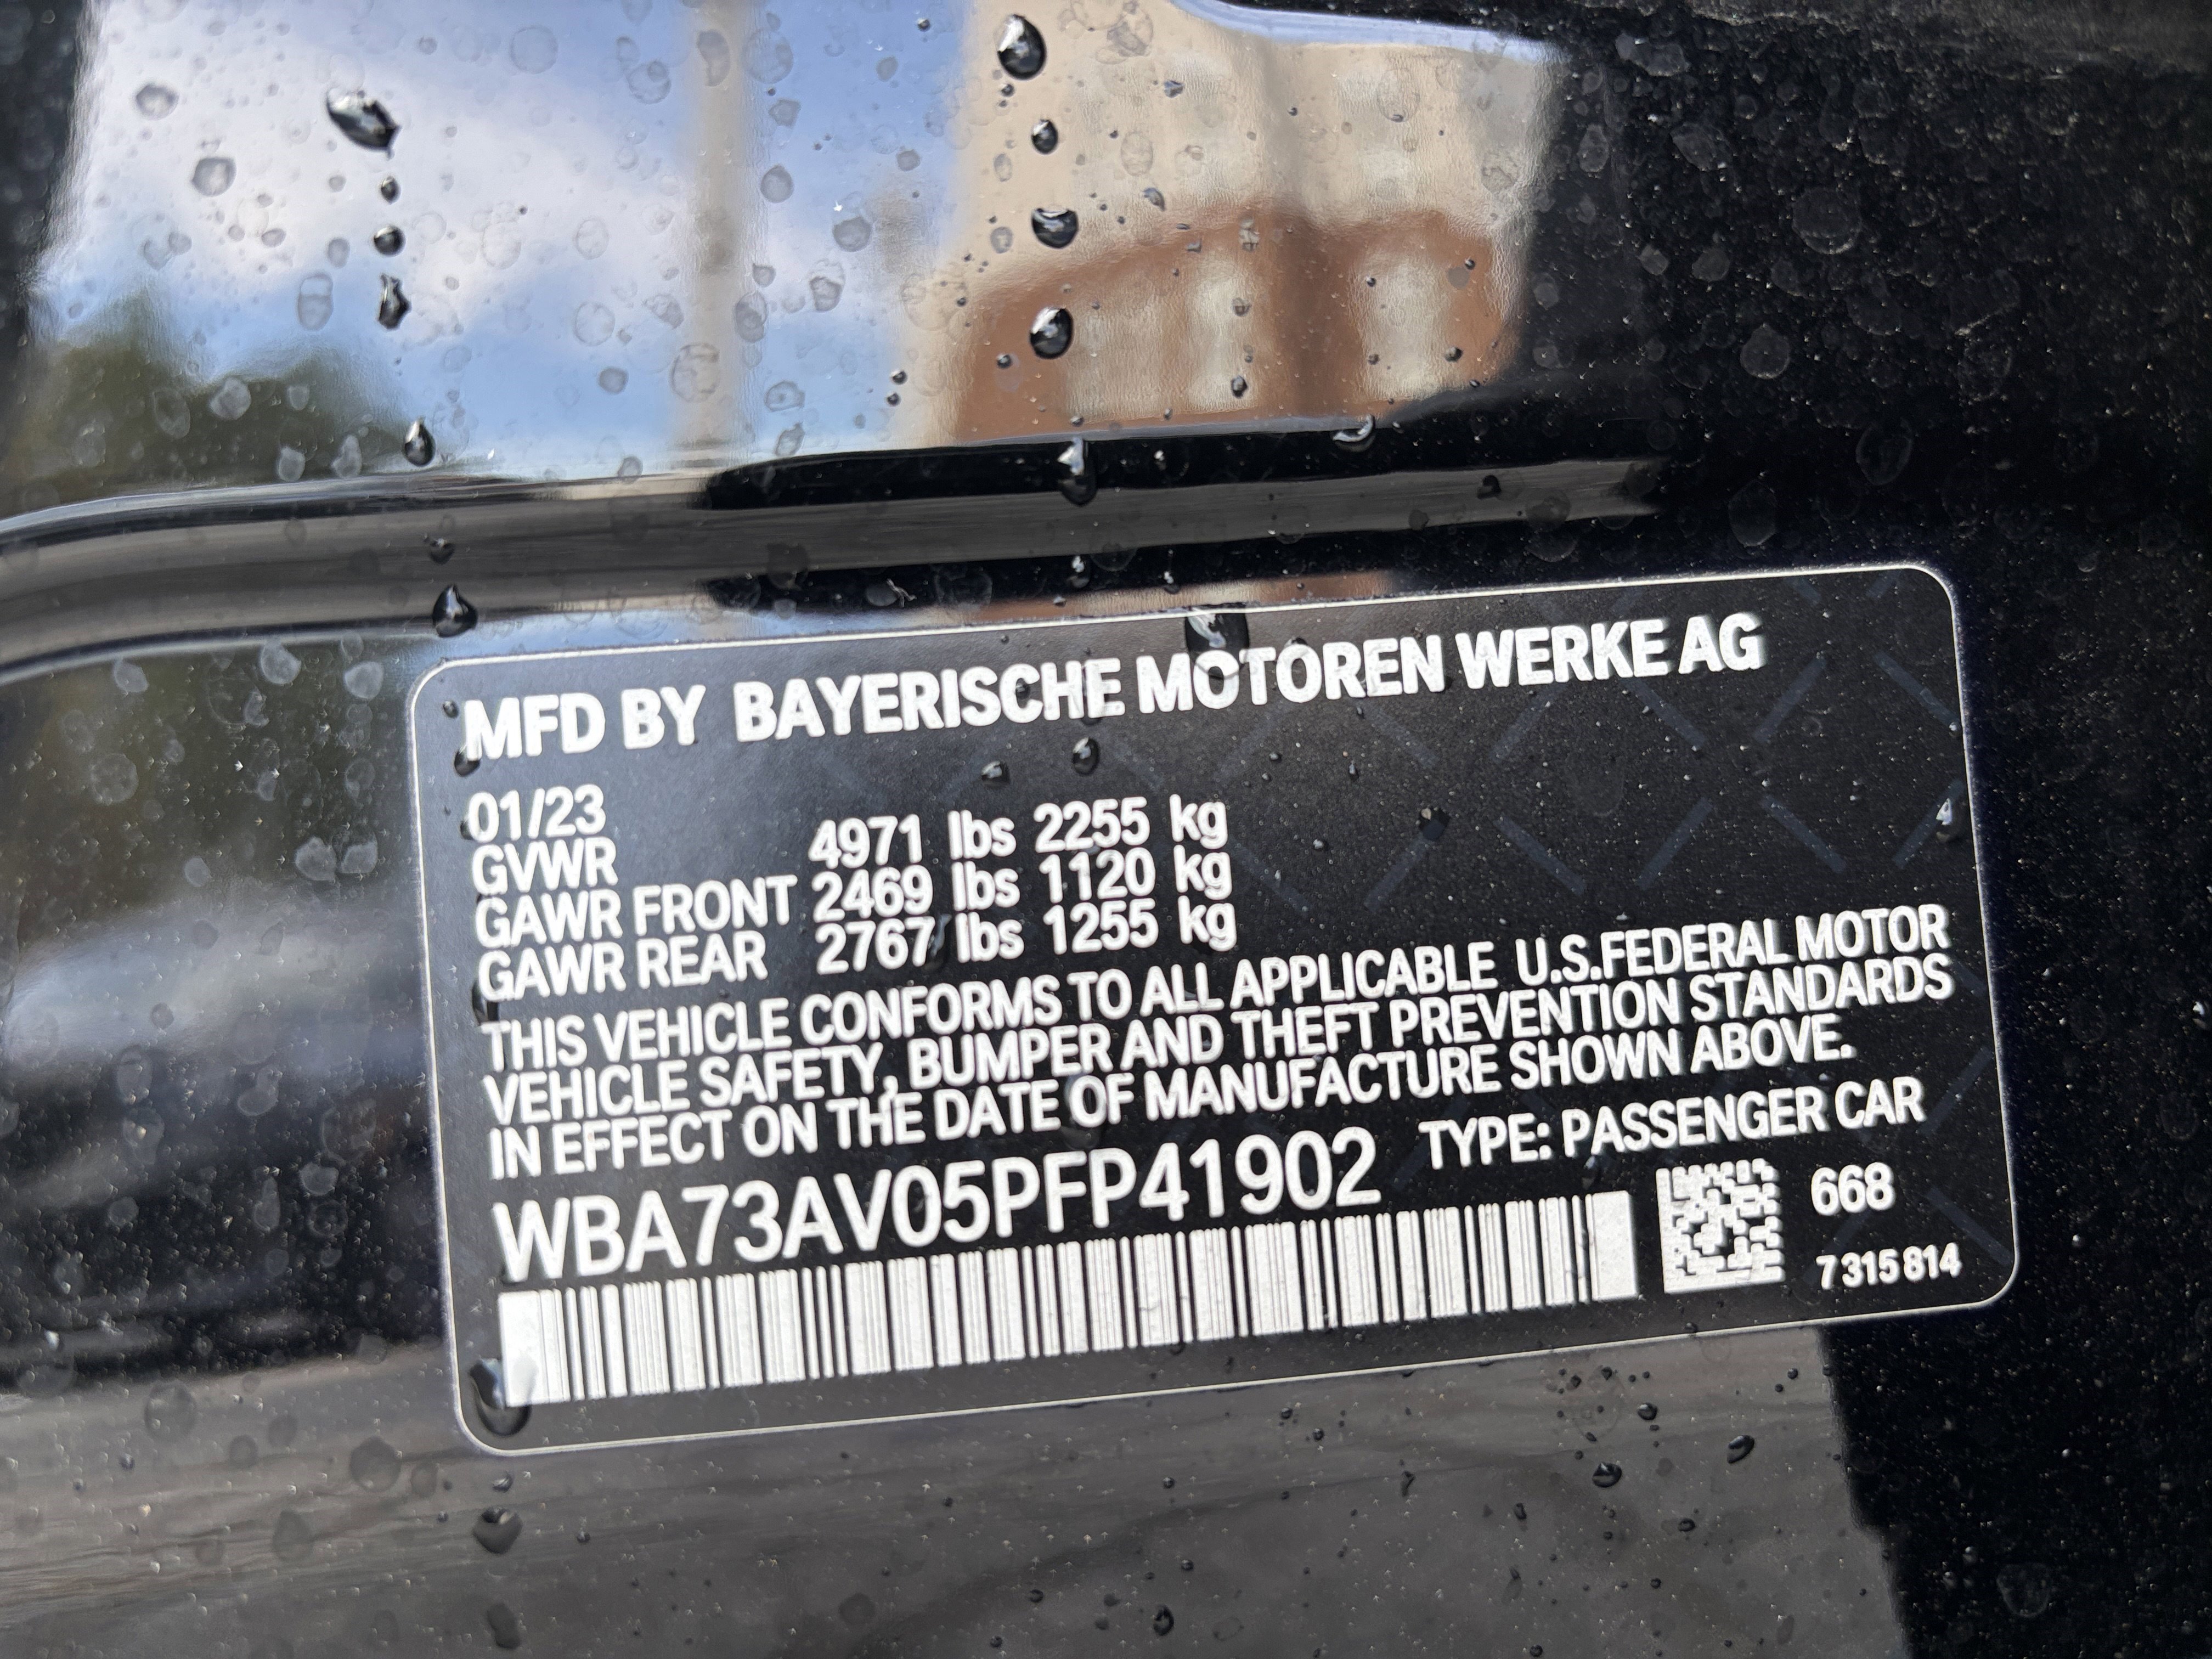 MFD BY BAYERISCHE MOTOREN WERKE AG
01/23
GVWR 4971 lbs 2255 kg
GAWR FRONT 2469 lbs 1120 kg
GAWR REAR 2767 lbs 1255 kg
THIS VEHICLE CONFORMS TO ALL APPLICABLE U.S.FEDERAL MOTOR
VEHICLE SAFETY, BUMPER AND THEFT PREVENTION STANDARDS
IN EFFECT ON THE DATE OF MANUFACTURE SHOWN ABOVE.
WBA73AV05PFP41902 TYPE: PASSENGER CAR
668
7 315 814